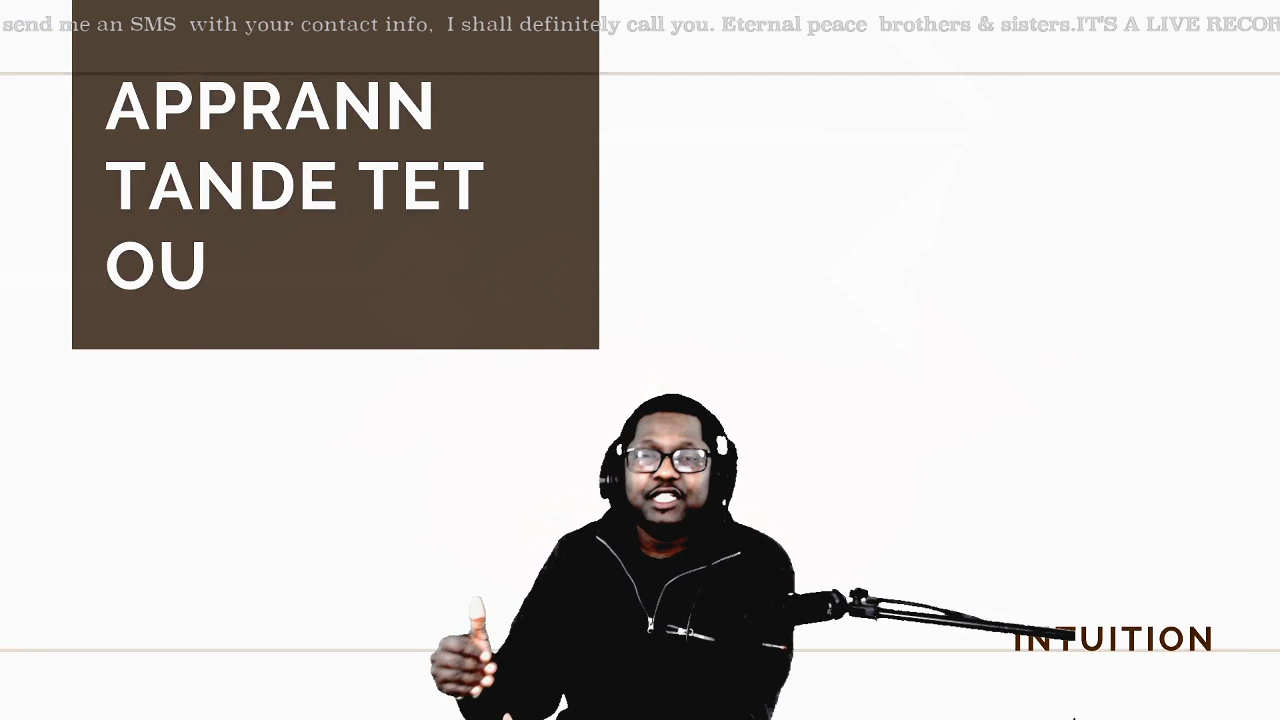 send me an SMS with your contact info, I shall definitely call you. Eternal peace brothers & sisters.IT'S A LIVE RECOR
APPRANN
TANDE TET
OU
INTUITION